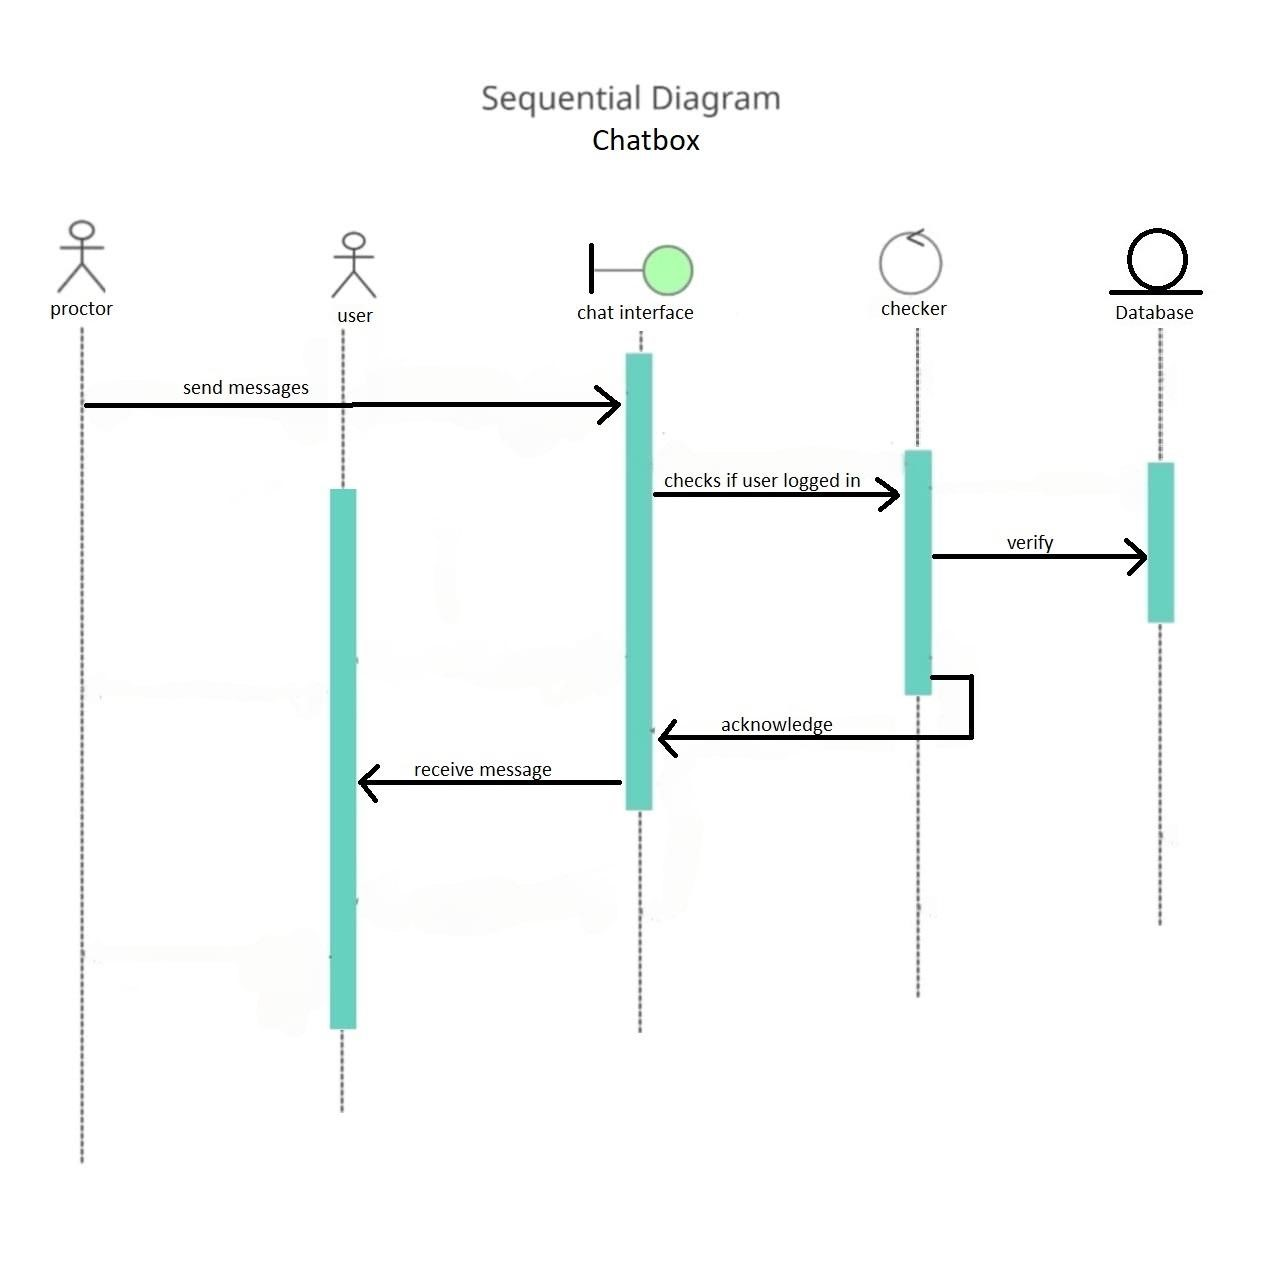 Sequential Diagram
Chatbox
proctor
user
chat interface
checker
Database
send messages
checks if user logged in
verify
acknowledge
receive message